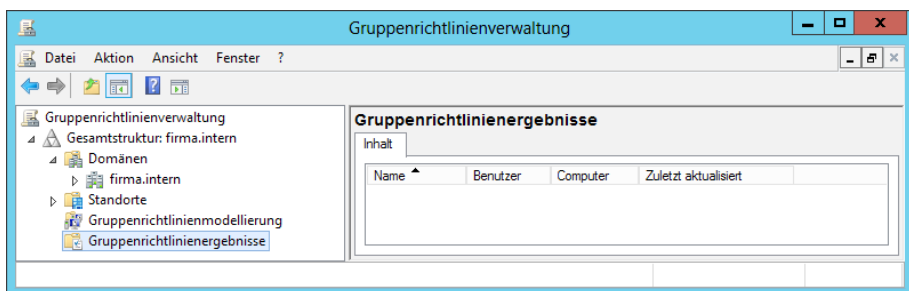 Gruppenrichtlinienverwaltung
Datei Aktion Ansicht Fenster ?
Gruppenrichtlinienverwaltung
Gesamtstruktur: firma.intern
Domänen
firma.intern
Standorte
Gruppenrichtlinienmodellierung
Gruppenrichtlinienergebnisse
Gruppenrichtlinienergebnisse
Inhalt
Name Benutzer Computer Zuletzt aktualisiert